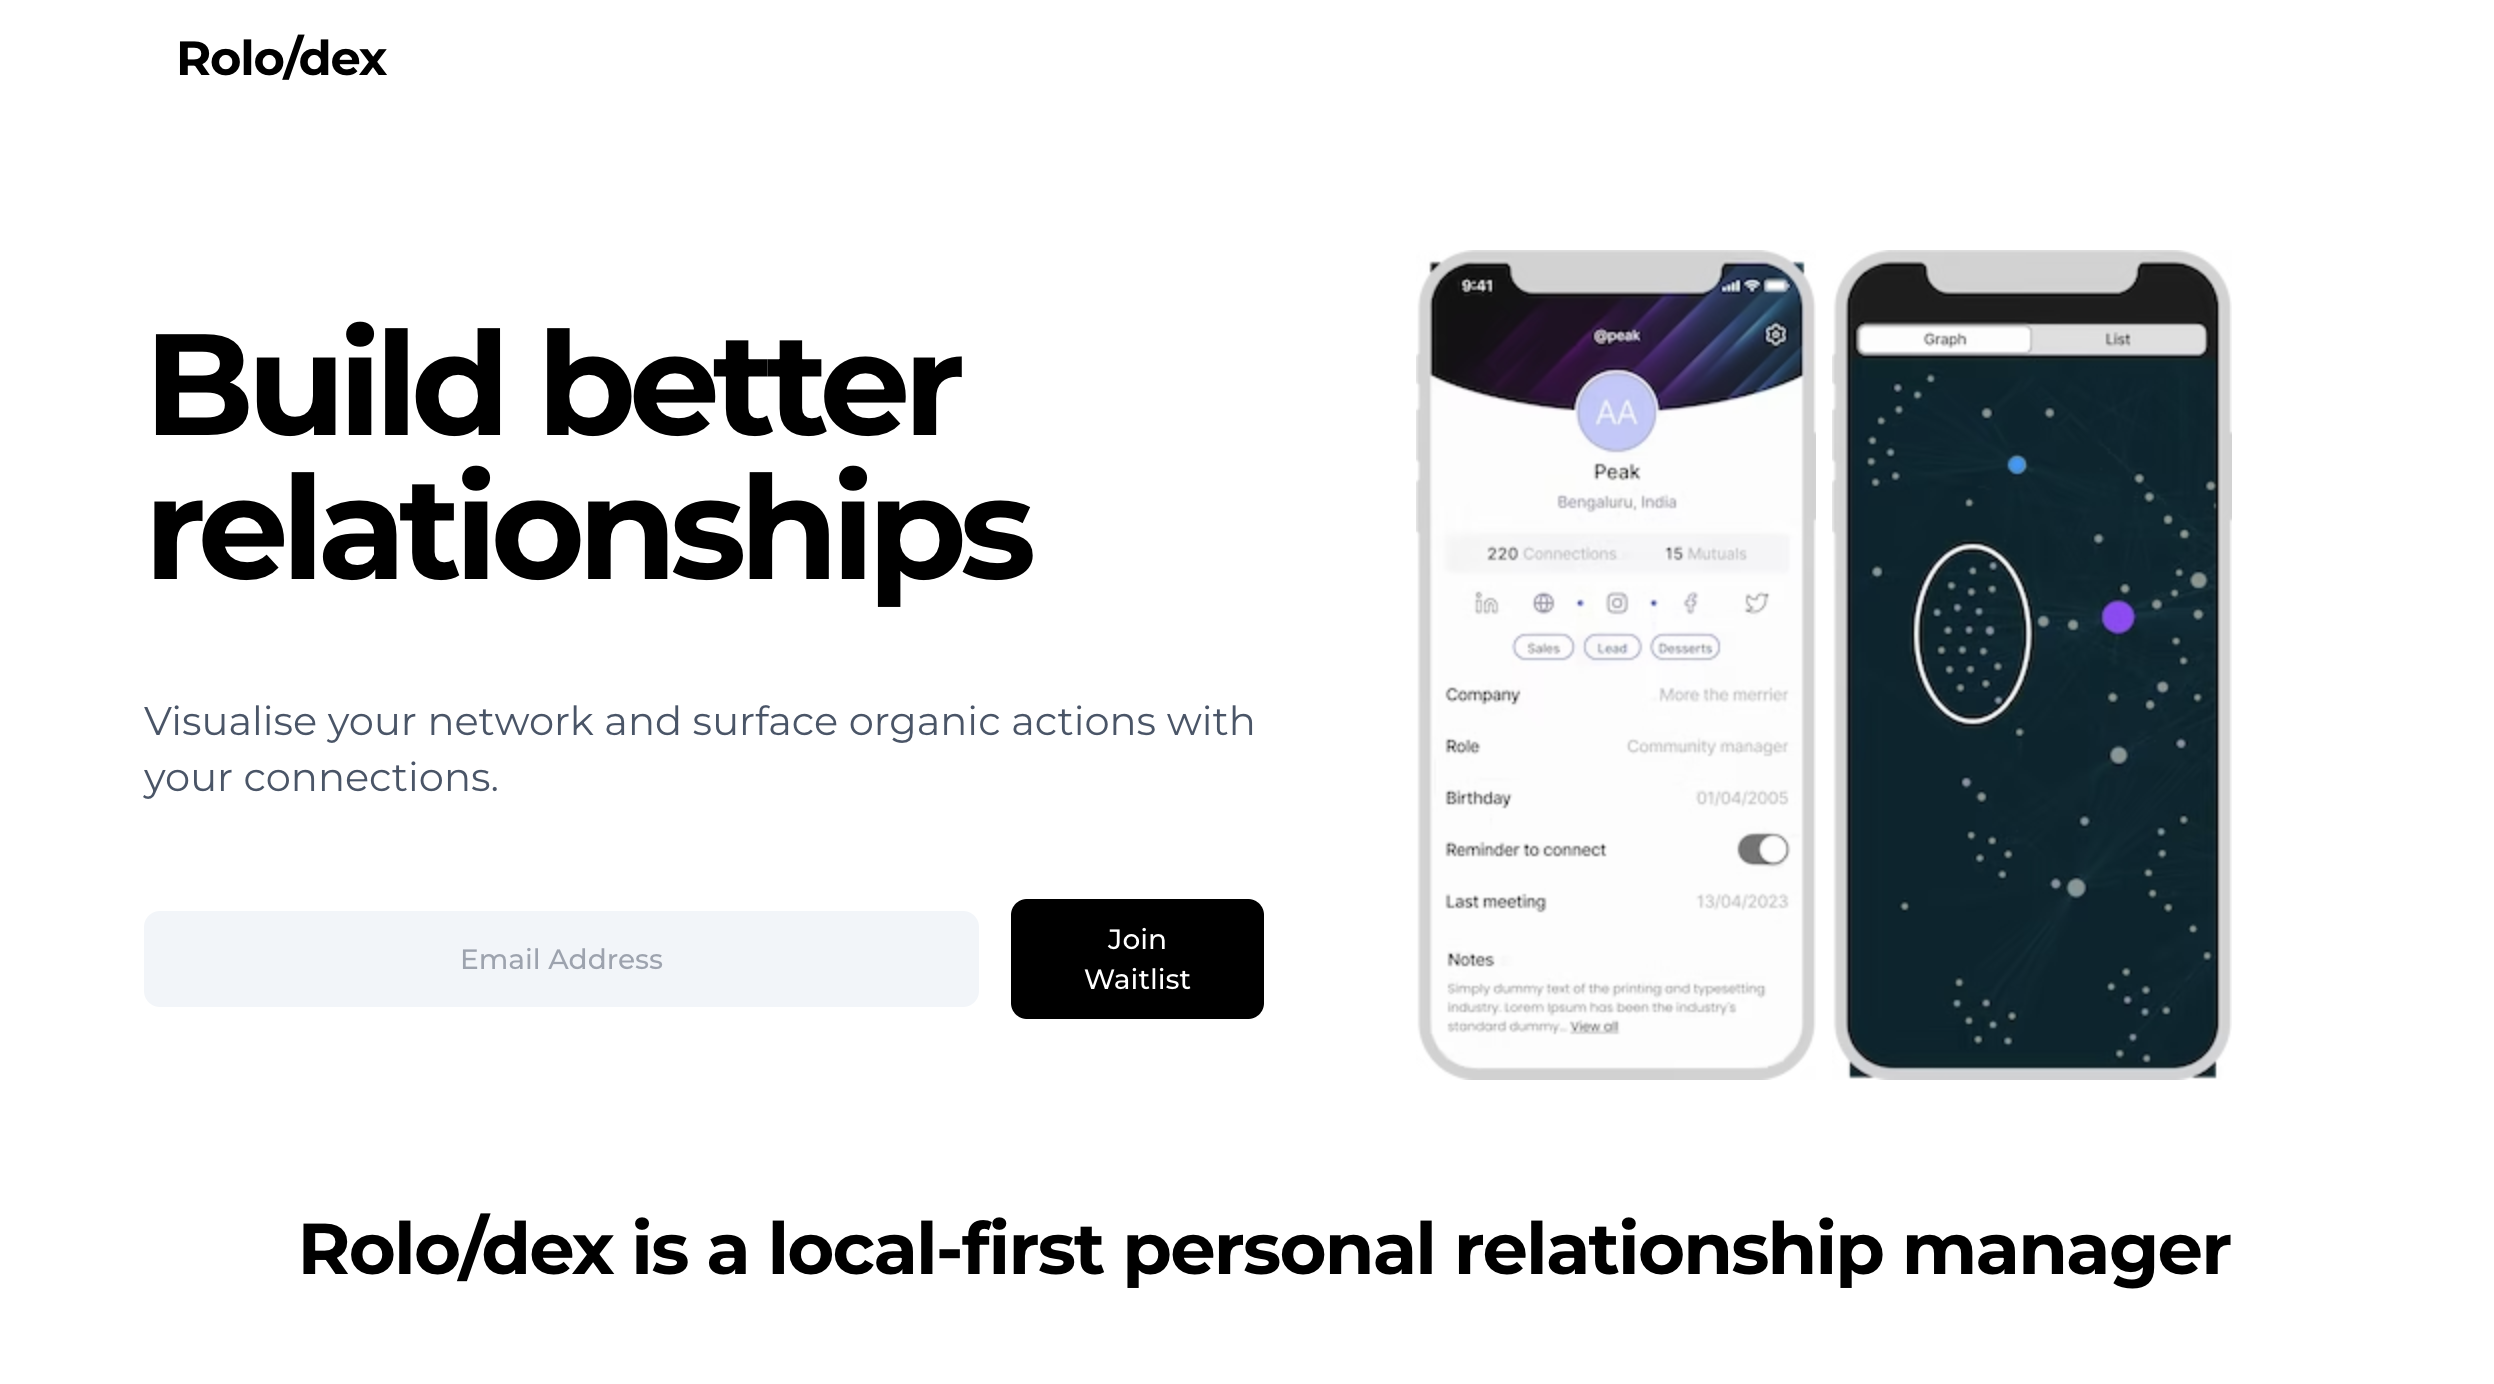 Rolo/dex
Build better
relationships
Visualise your network and surface organic actions with
your connections.
Email Address
Join
Waitlist
9:41
@peak
AA
Peak
Bengaluru, India
220 Connections 15 Mutuals
Sales Lead Desserts
Company More the merrier
Role Community manager
Birthday 01/04/2005
Reminder to connect
Last meeting 13/04/2023
Notes
Simply dummy text of the printing and typesetting
industry. Lorem Ipsum has been the industry's
standard dummy... View all
Graph List
Rolo/dex is a local-first personal relationship manager